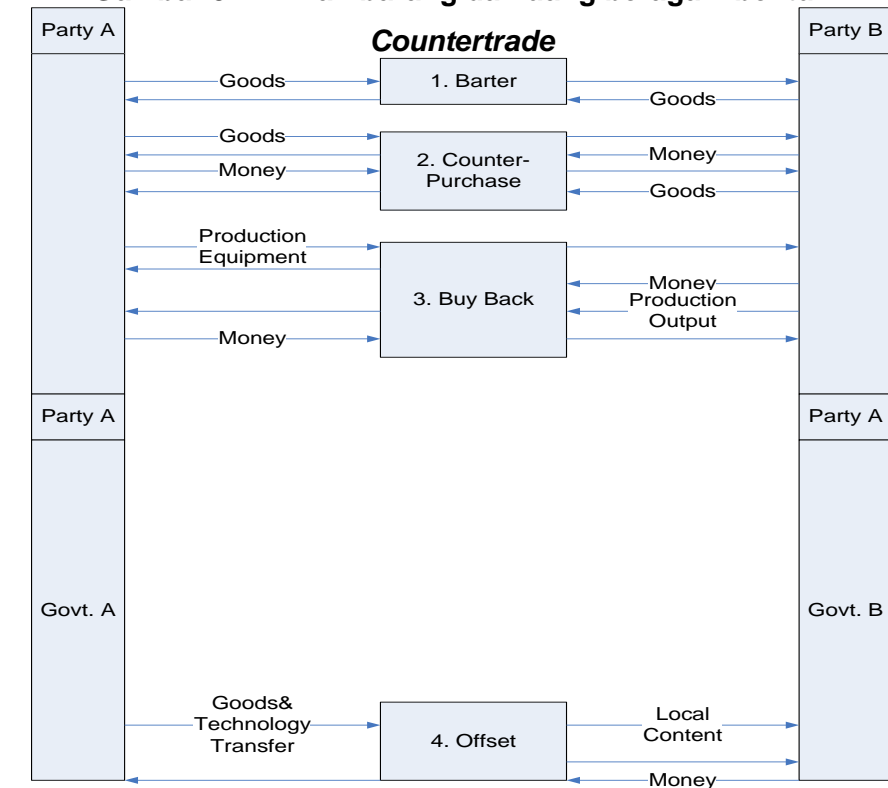 Party A
Party B
Countertrade
Goods
1. Barter
Goods
Goods
2. Counter-
Purchase
Money
Money
Goods
Production
Equipment
3. Buy Back
Money
Production
Output
Money
Party A
Party A
Govt. A
Govt. B
Goods&
Technology
Transfer
4. Offset
Local
Content
Money